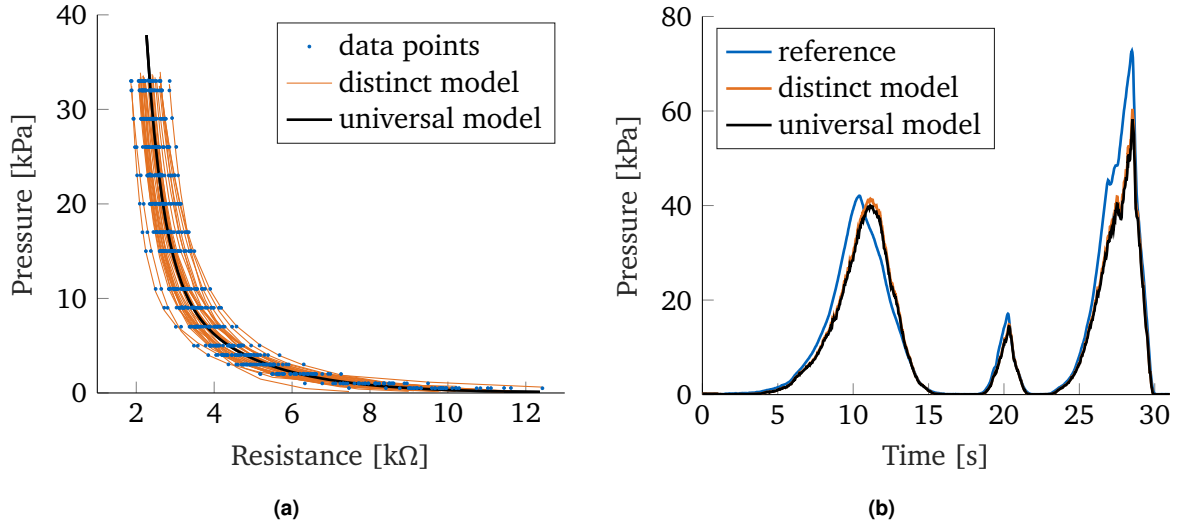 40
30
20
10
0
2
4
6
8
10
12
Pressure [kPa]
Resistance [kΩ]
data points
distinct model
universal model
(a)
80
60
40
20
0
0
5
10
15
20
25
30
Pressure [kPa]
Time [s]
reference
distinct model
universal model
(b)